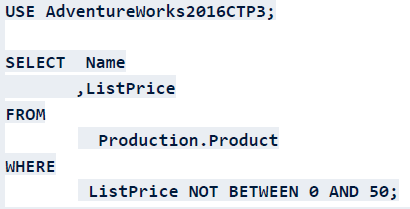 USE AdventureWorks2016CTP3;
SELECT Name
,ListPrice
FROM
Production.Product
WHERE
ListPrice NOT BETWEEN 0 AND 50;